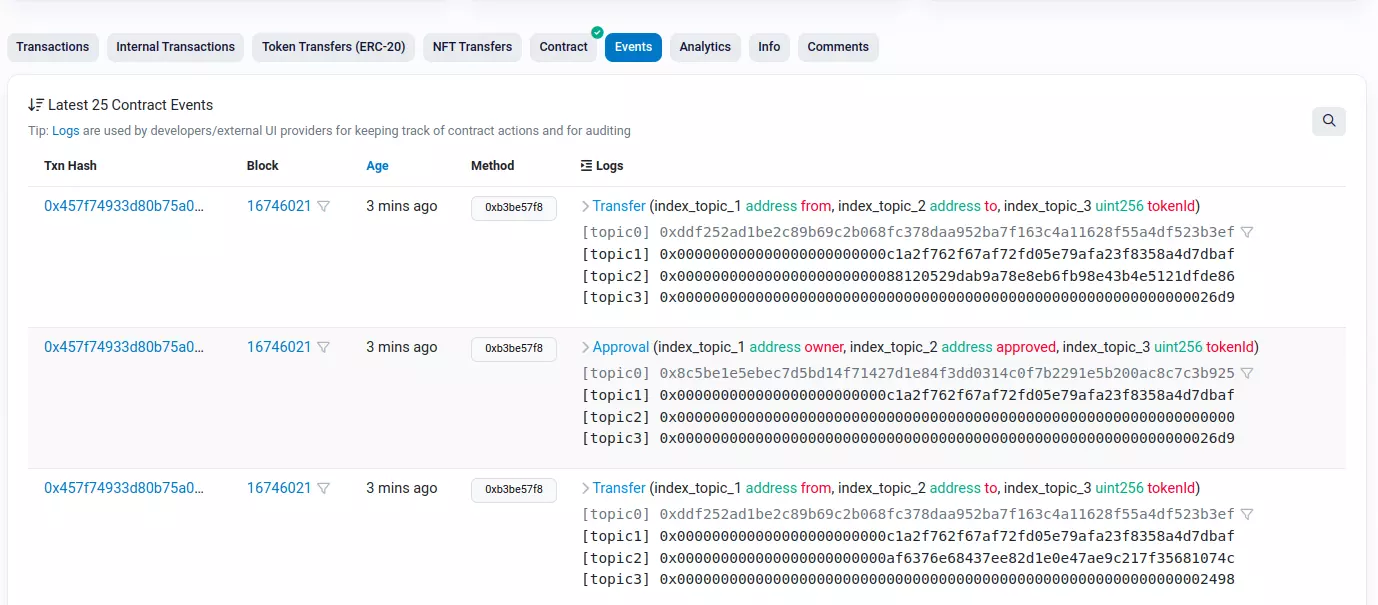 Transactions Internal Transactions Token Transfers (ERC-20) NFT Transfers Contract Events Analytics Info Comments
Latest 25 Contract Events
Tip: Logs are used by developers/external UI providers for keeping track of contract actions and for auditing
Txn Hash Block Age Method Logs
0x457f74933d80b75a0... 16746021 3 mins ago 0xb3be57f8 Transfer (index_topic_1 address from, index_topic_2 address to, index_topic_3 uint256 tokenId)
[topic0] 0xddf252ad1be2c89b69c2b068fc378daa952ba7f163c4a11628f55a4df523b3ef
[topic1] 0x000000000000000000000000c1a2f762f67af72fd05e79afa23f8358a4d7dbaf
[topic2] 0x00000000000000000000000088120529dab9a78e8eb6fb98e43b4e5121dfde86
[topic3] 0x00000000000000000000000000000000000000000000000000000000000026d9
0x457f74933d80b75a0... 16746021 3 mins ago 0xb3be57f8 Approval (index_topic_1 address owner, index_topic_2 address approved, index_topic_3 uint256 tokenId)
[topic0] 0x8c5be1e5ebec7d5bd14f71427d1e84f3dd0314c0f7b2291e5b200ac8c7c3b925
[topic1] 0x000000000000000000000000c1a2f762f67af72fd05e79afa23f8358a4d7dbaf
[topic2] 0x0000000000000000000000000000000000000000000000000000000000000000
[topic3] 0x00000000000000000000000000000000000000000000000000000000000026d9
0x457f74933d80b75a0... 16746021 3 mins ago 0xb3be57f8 Transfer (index_topic_1 address from, index_topic_2 address to, index_topic_3 uint256 tokenId)
[topic0] 0xddf252ad1be2c89b69c2b068fc378daa952ba7f163c4a11628f55a4df523b3ef
[topic1] 0x000000000000000000000000c1a2f762f67af72fd05e79afa23f8358a4d7dbaf
[topic2] 0x000000000000000000000000af6376e68437ee82d1e0e47ae9c217f35681074c
[topic3] 0x0000000000000000000000000000000000000000000000000000000000002498